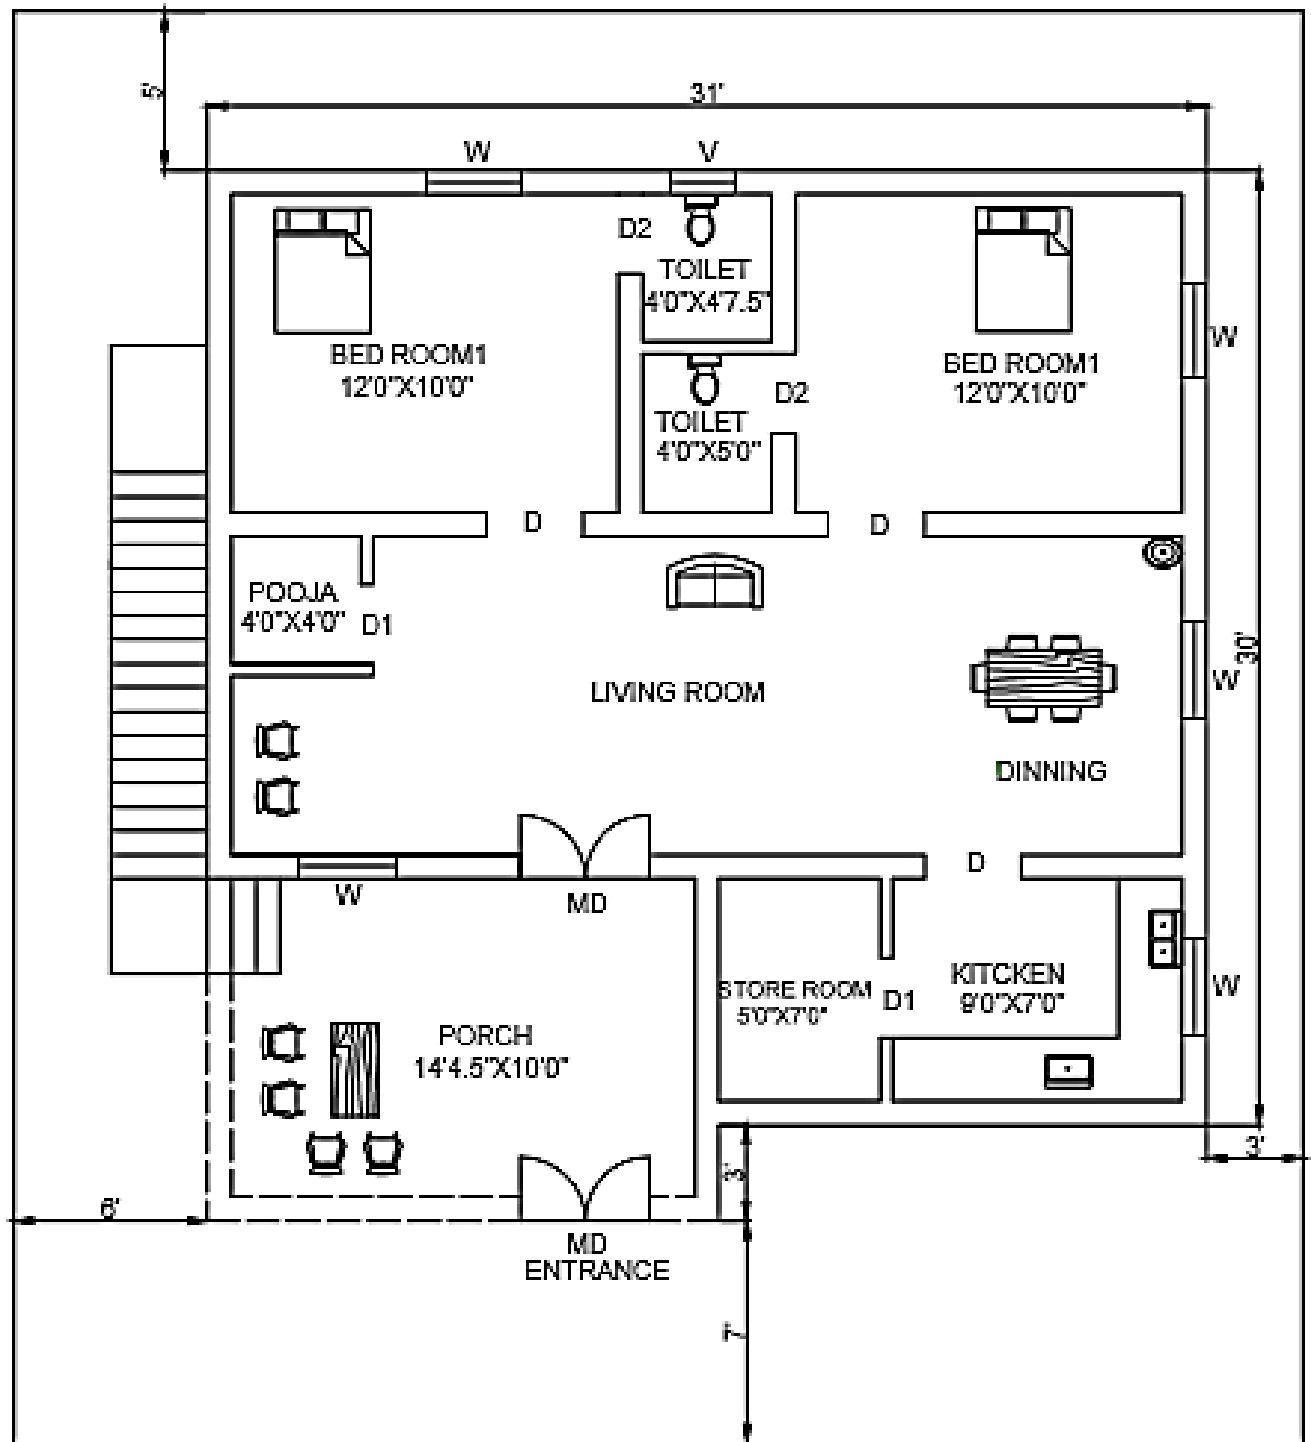 5'
31'
W
V
D2
TOILET
4'0"X4'7.5"
BED ROOM1
12'0"X10'0"
W
BED ROOM1
12'0"X10'0"
D2
TOILET
4'0"X5'0"
D
D
POOJA
4'0"X4'0"
D1
30'
LIVING ROOM
W
DINNING
D
W
MD
STORE ROOM
5'0"X7'0"
D1
KITCKEN
9'0"X7'0"
W
PORCH
14'4.5"X10'0"
3'
3'
6'
MD
ENTRANCE
7'